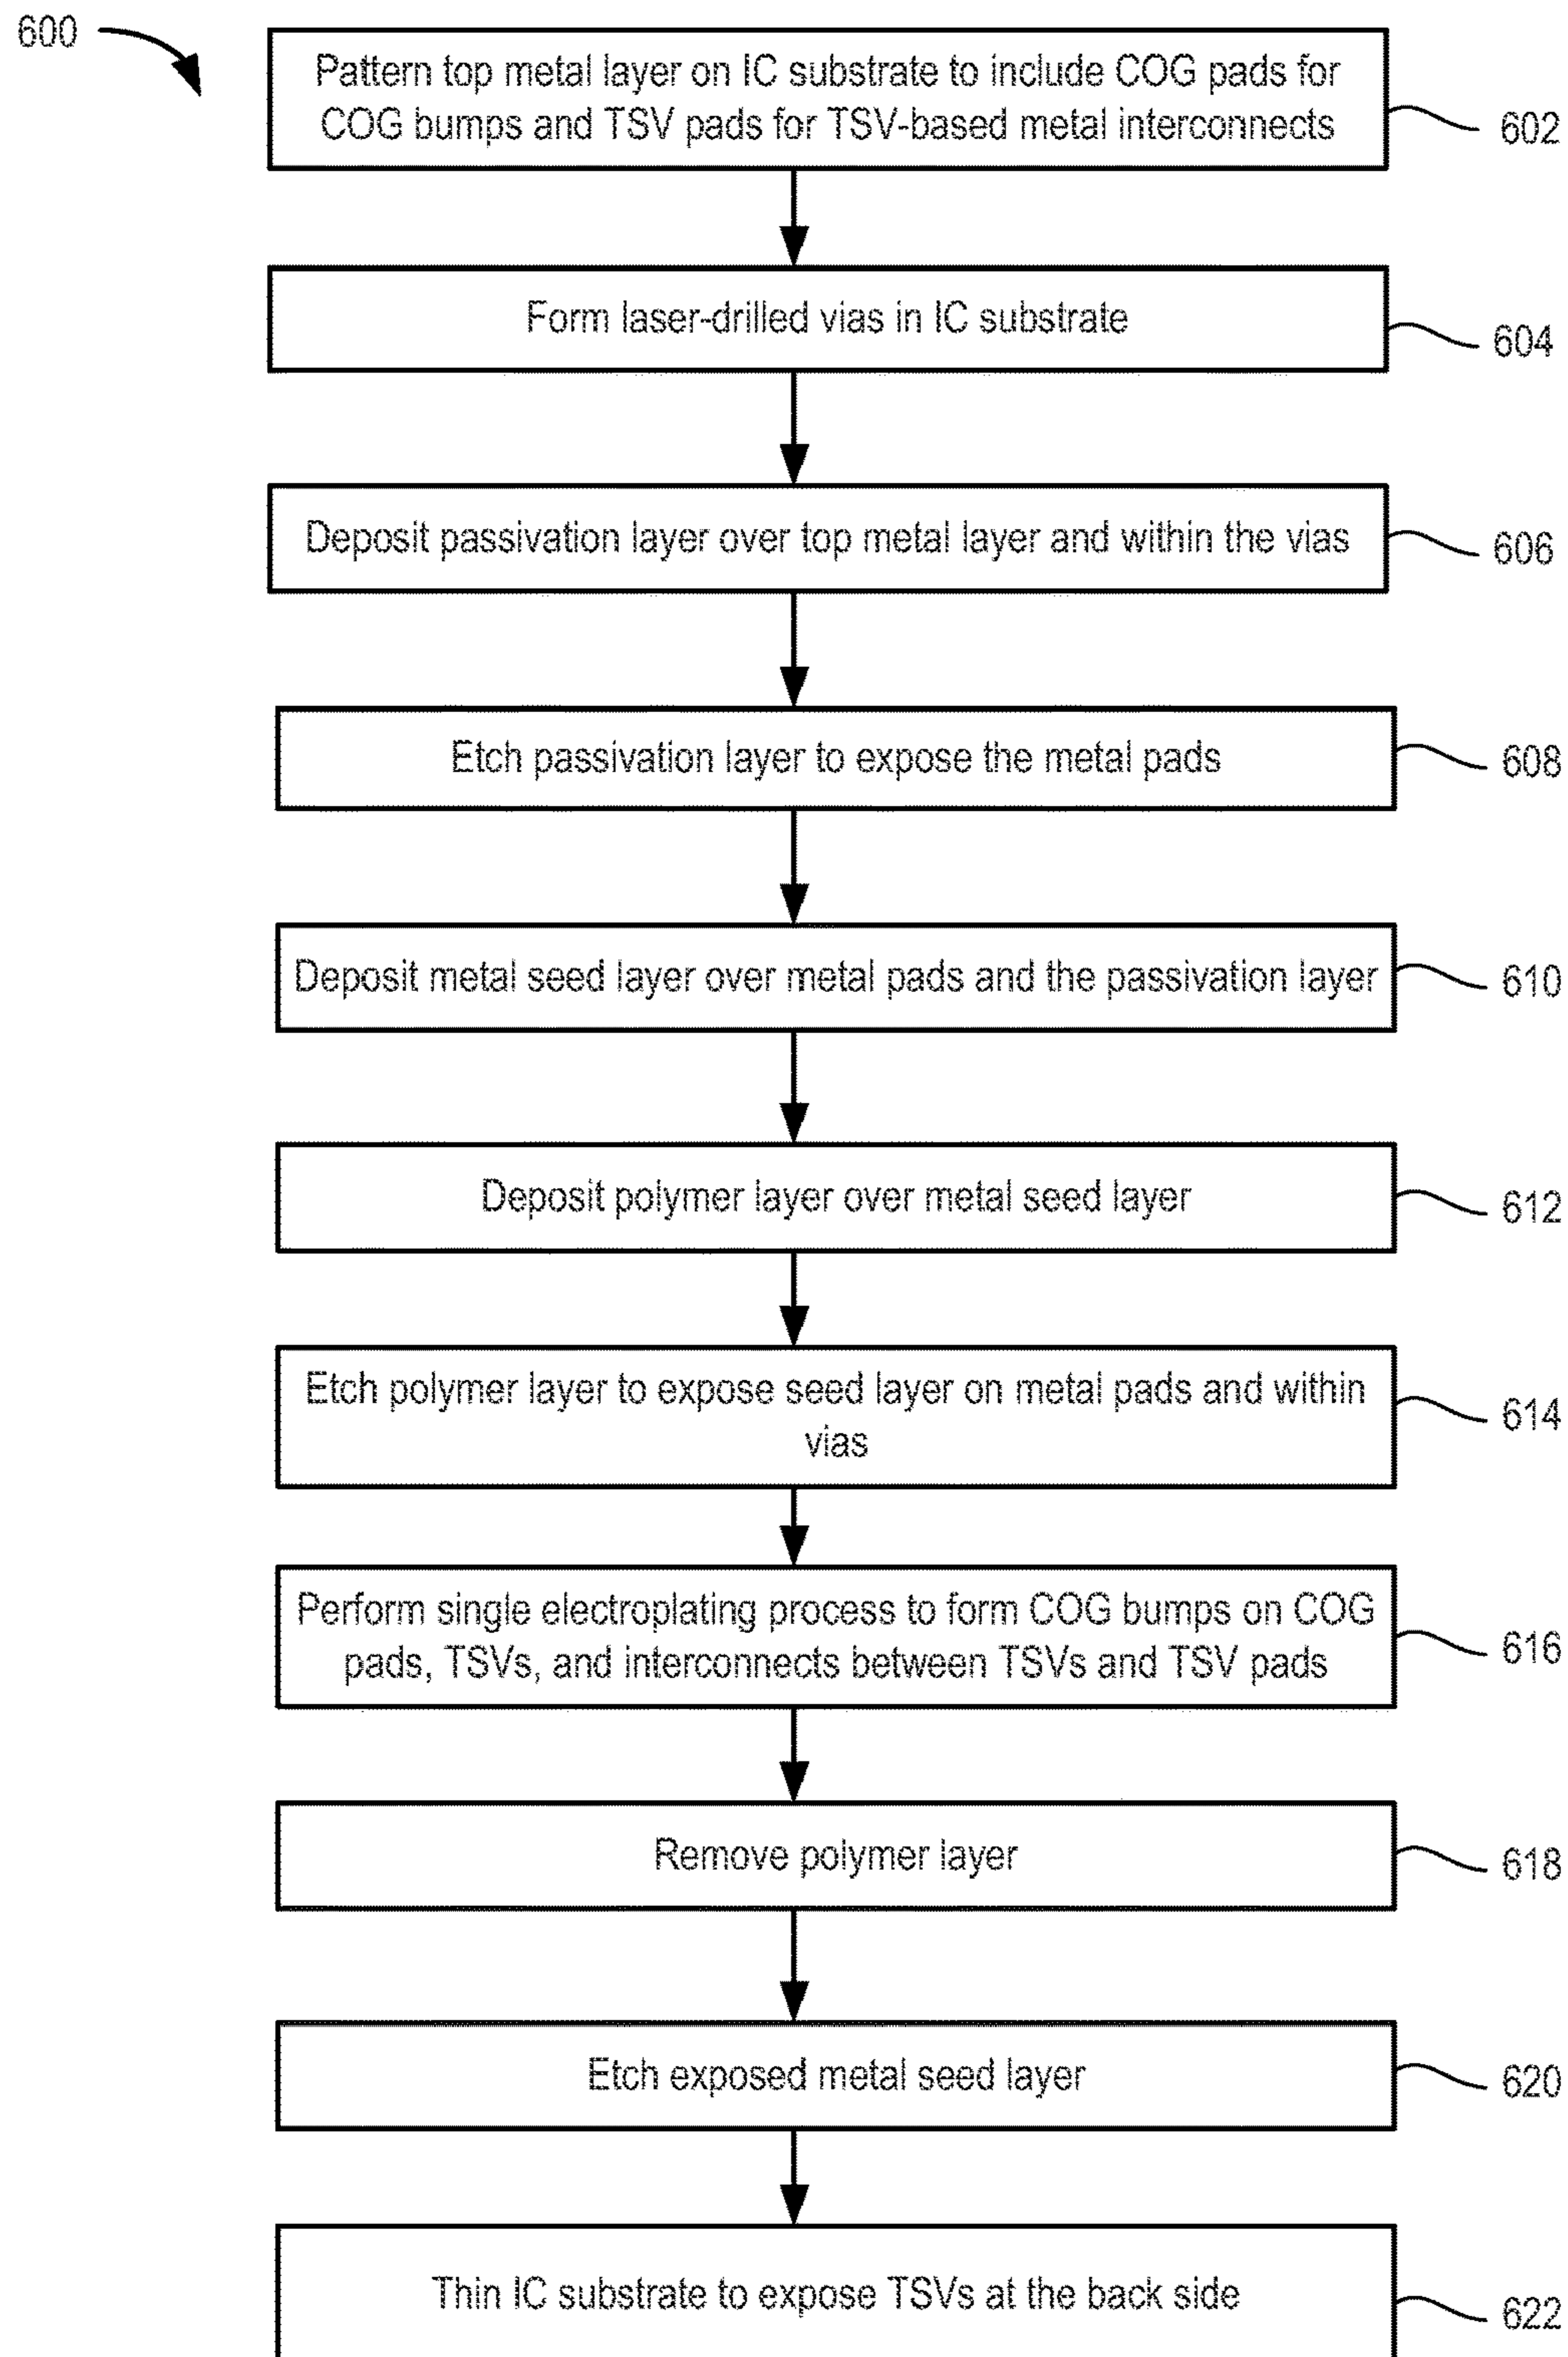 600
Pattern top metal layer on IC substrate to include COG pads for
COG bumps and TSV pads for TSV-based metal interconnects
602
Form laser-drilled vias in IC substrate
604
Deposit passivation layer over top metal layer and within the vias
606
Etch passivation layer to expose the metal pads
608
Deposit metal seed layer over metal pads and the passivation layer
610
Deposit polymer layer over metal seed layer
612
Etch polymer layer to expose seed layer on metal pads and within
vias
614
Perform single electroplating process to form COG bumps on COG
pads, TSVs, and interconnects between TSVs and TSV pads
616
Remove polymer layer
618
Etch exposed metal seed layer
620
Thin IC substrate to expose TSVs at the back side
622